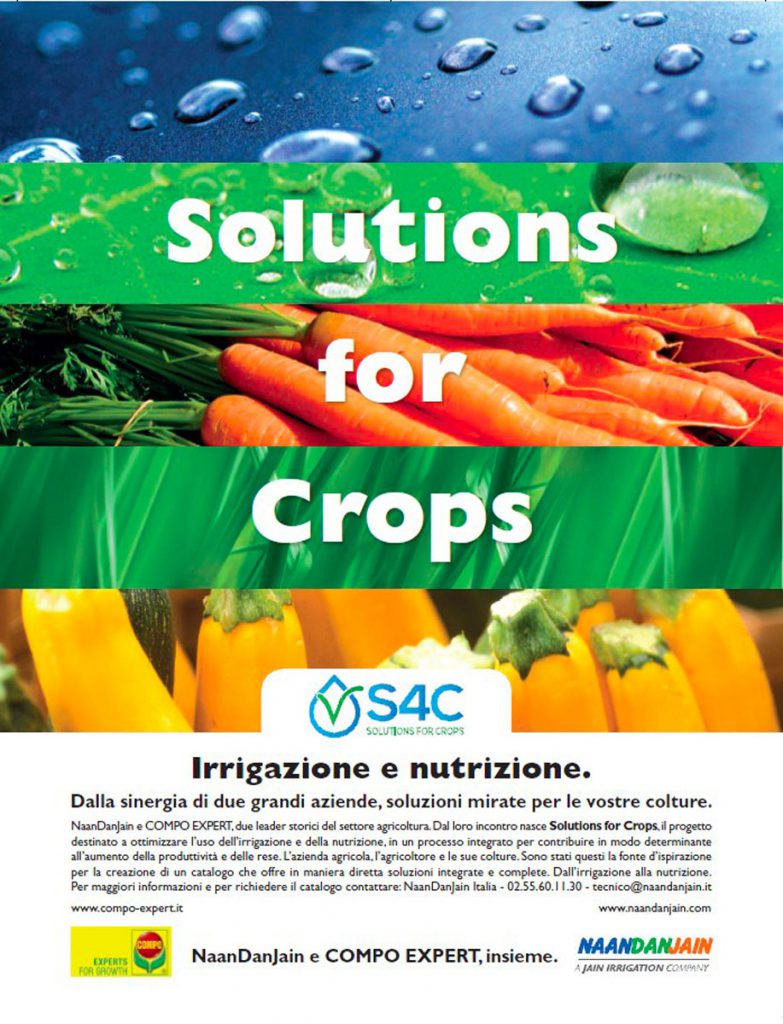 Solutions
for
Crops
S4C
SOLUTIONS FOR CROPS
Irrigazione e nutrizione.
Dalla sinergia di due grandi aziende, soluzioni mirate per le vostre colture.
NaanDanJain e COMPO EXPERT, due leader storici del settore agricoltura. Dal loro incontro nasce Solutions for Crops, il progetto
destinato a ottimizzare l'uso dell'irrigazione e della nutrizione, in un processo integrato per contribuire in modo determinante
all'aumento della produttività e delle rese. L'azienda agricola, l'agricoltore e le sue colture. Sono stati questi la fonte d'ispirazione
per la creazione di un catalogo che offre in maniera diretta soluzioni integrate e complete. Dall'irrigazione alla nutrizione.
Per maggiori informazioni e per richiedere il catalogo contattare: NaanDanJain Italia - 02.55.60.11.30 - tecnico@naandanjain.it
www.compo-expert.it
www.naandanjain.com
COMPO
EXPERTS
FOR GROWTH
NaanDanJain e COMPO EXPERT, insieme.
NAANDANJAIN
A JAIN IRRIGATION COMPANY